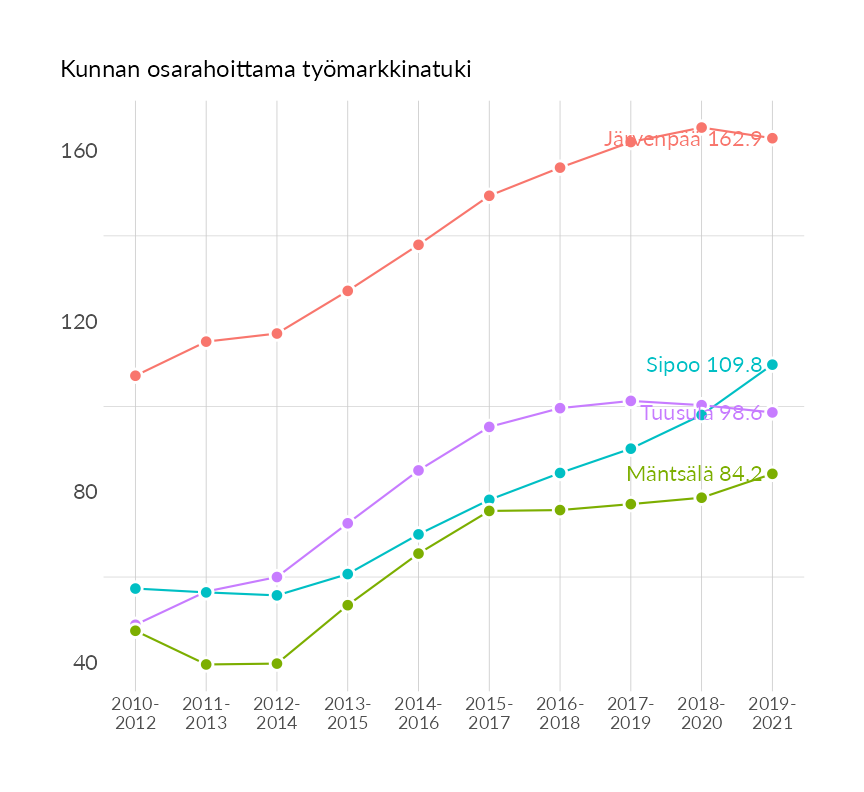 Kunnan osarahoittama työmarkkinatuki
160
120
80
40
Järvenpää 162.9
Sipoo 109.8
Tuusula 98.6
Mäntsälä 84.2
2010- 2011- 2012- 2013- 2014- 2015- 2016- 2017- 2018- 2019-
2012 2013 2014 2015 2016 2017 2018 2019 2020 2021